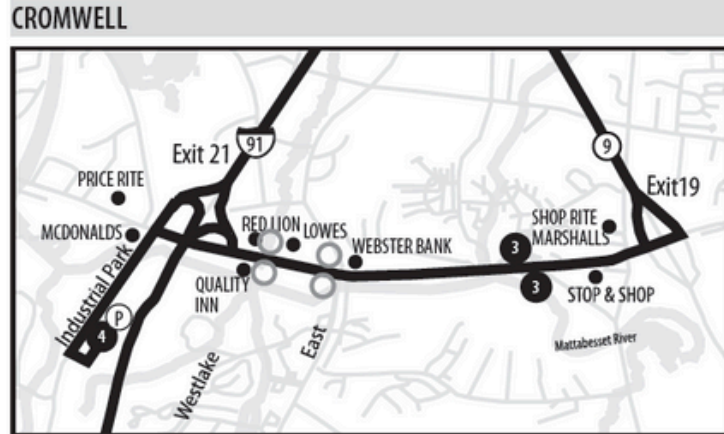 CROMWELL
91
Exit 21
9
PRICE RITE
Exit19
MCDONALDS
RED LION
LOWES
WEBSTER BANK
SHOP RITE
MARSHALLS
3
QUALITY
INN
3
STOP & SHOP
Industrial Park
P
4
Mattabesset River
Westlake
East